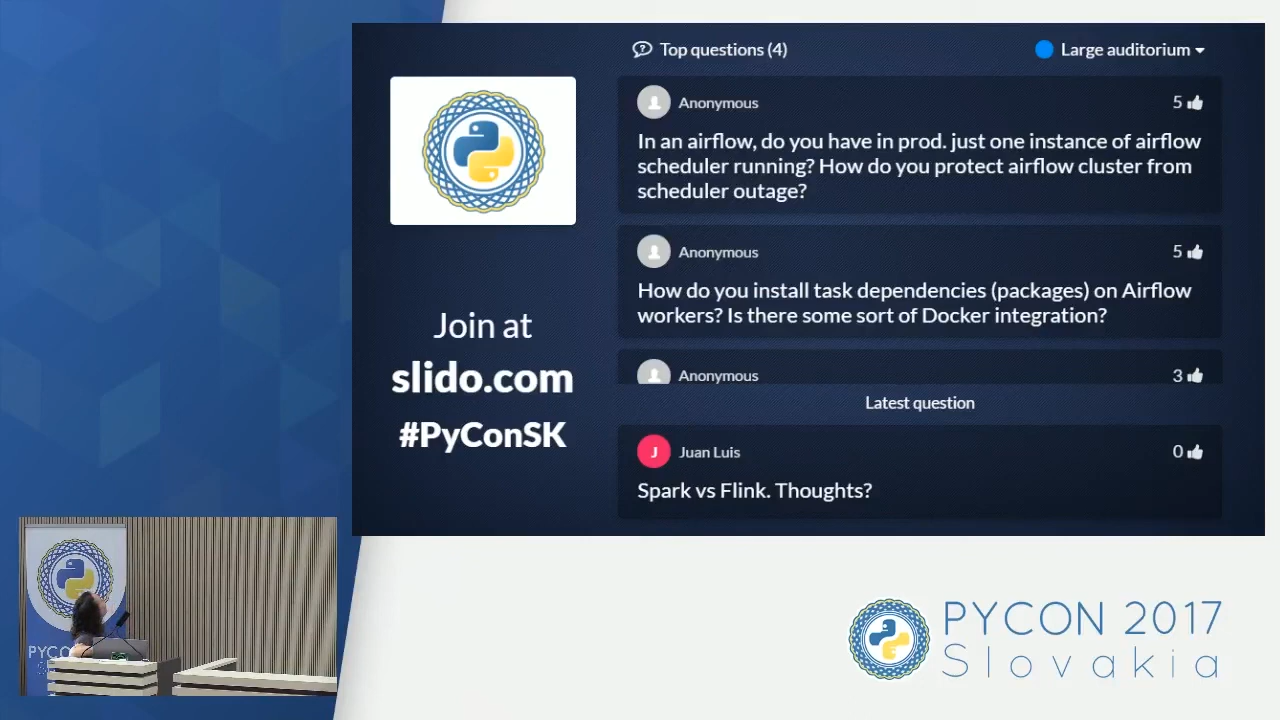 Top questions (4)
Large auditorium
Anonymous
5
In an airflow, do you have in prod. just one instance of airflow
scheduler running? How do you protect airflow cluster from
scheduler outage?
Anonymous
5
How do you install task dependencies (packages) on Airflow
workers? Is there some sort of Docker integration?
Anonymous
3
Latest question
J
Juan Luis
0
Spark vs Flink. Thoughts?
Join at
slido.com
#PyConSK
PYCO
PYCON 2017
Slovakia